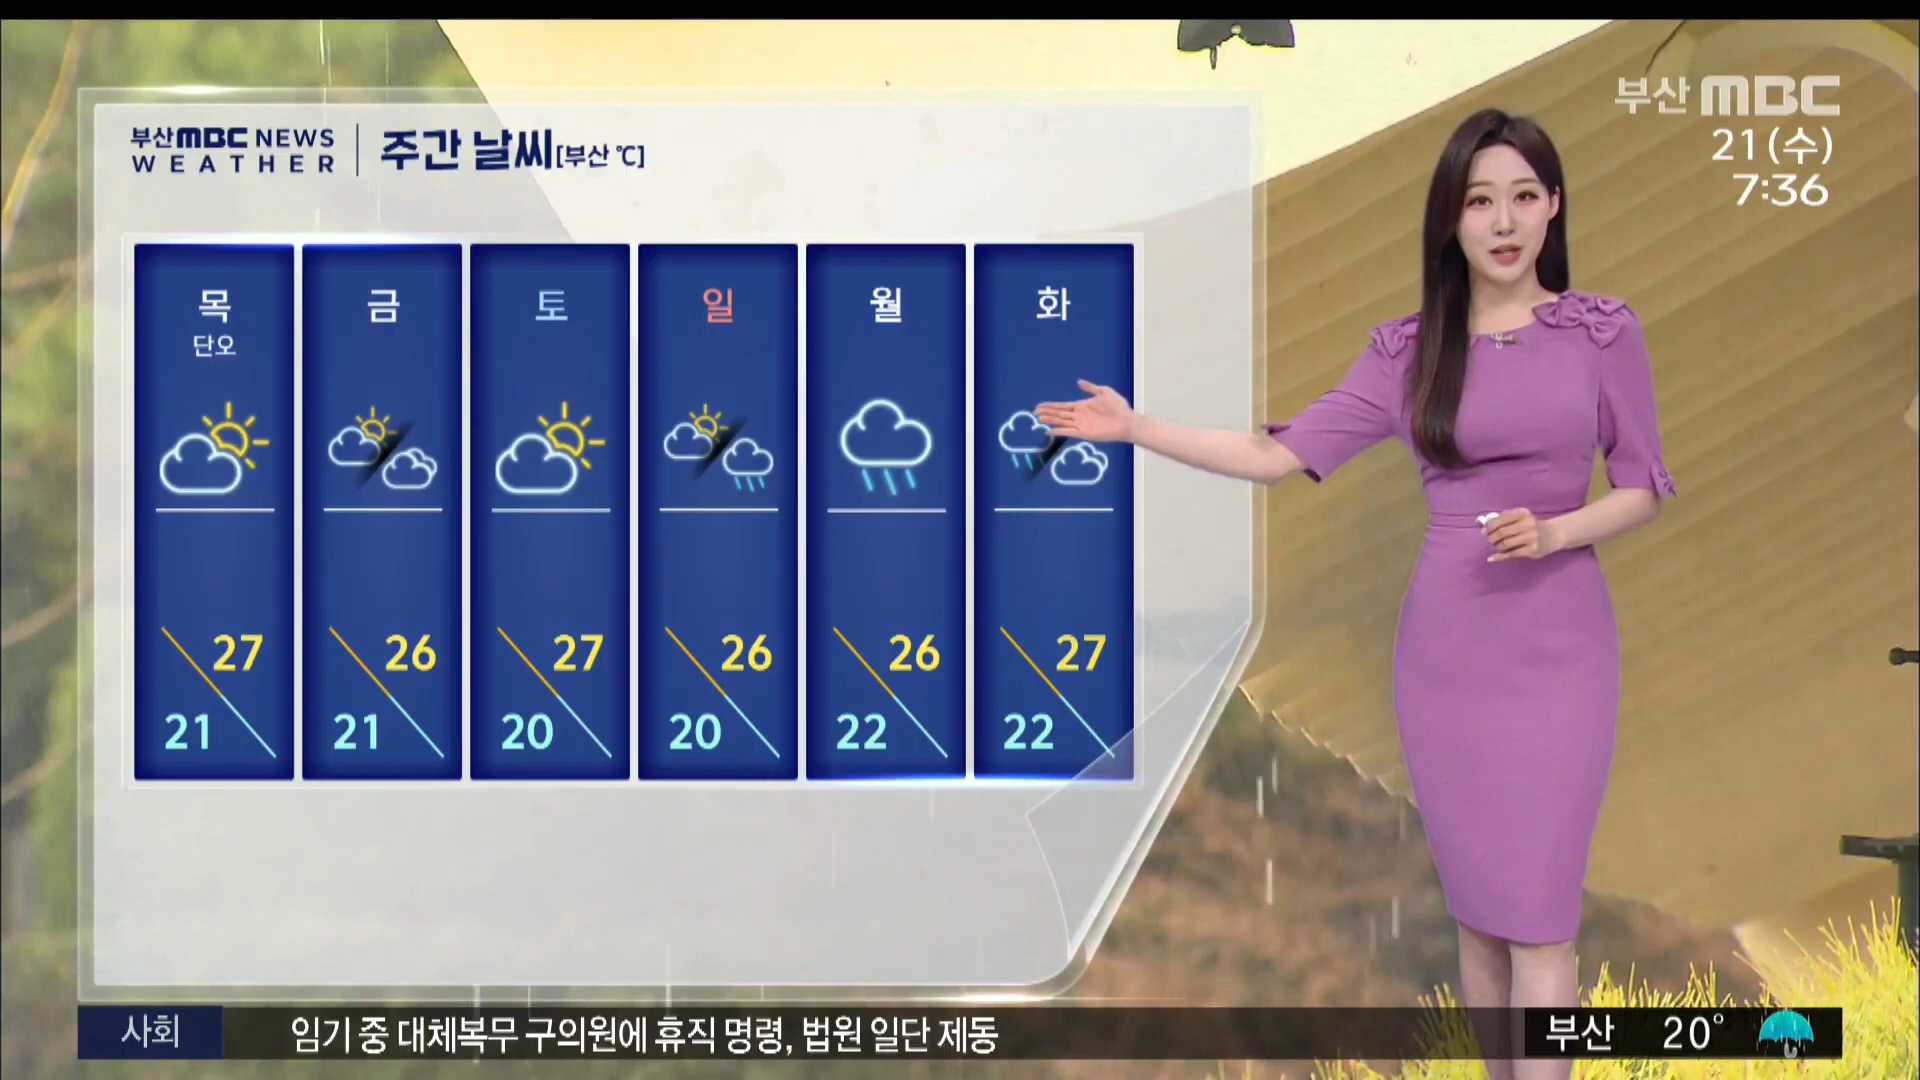 부산 MBC
21(수)
7:36
부산MBC NEWS
WEATHER
주간 날씨[부산 ℃]
목 금 토 일 월 화
단오
27 26 27 26 26 27
21 21 20 20 22 22
사회 임기 중 대체복무 구의원에 휴직 명령, 법원 일단 제동
부산 20°